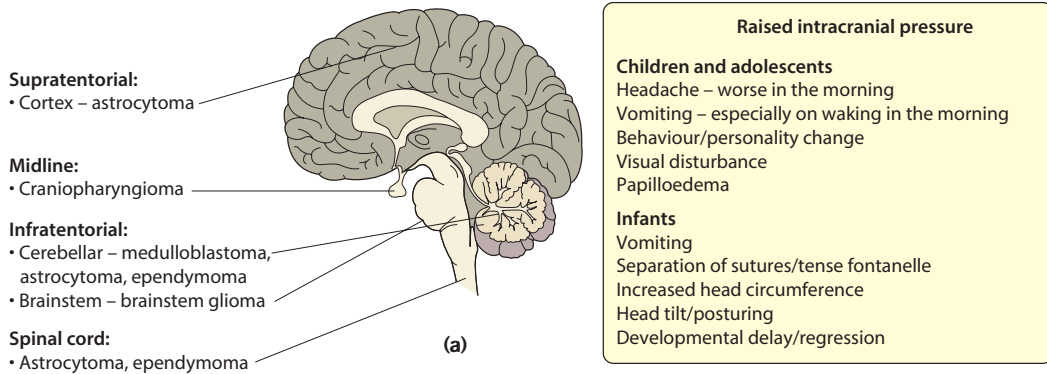 Supratentorial:
• Cortex – astrocytoma
Midline:
• Craniopharyngioma
Infratentorial:
• Cerebellar – medulloblastoma,
astrocytoma, ependymoma
• Brainstem – brainstem glioma
Spinal cord:
• Astrocytoma, ependymoma
(a)
Raised intracranial pressure
Children and adolescents
Headache – worse in the morning
Vomiting – especially on waking in the morning
Behaviour/personality change
Visual disturbance
Papilloedema
Infants
Vomiting
Separation of sutures/tense fontanelle
Increased head circumference
Head tilt/posturing
Developmental delay/regression